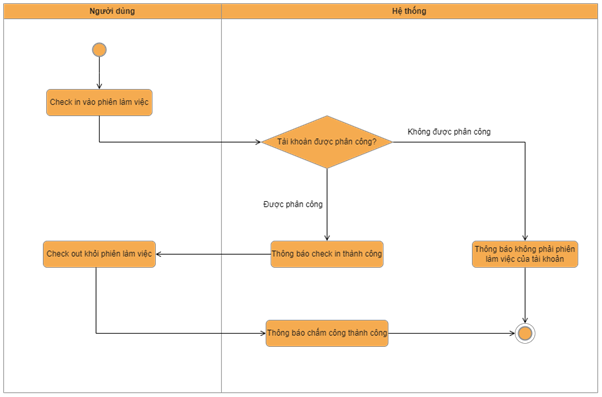 Người dùng
Hệ thống
Check in vào phiên làm việc
Tài khoản được phân công?
Không được phân công
Được phân công
Check out khỏi phiên làm việc
Thông báo check in thành công
Thông báo không phải phiên
làm việc của tài khoản
Thông báo chấm công thành công